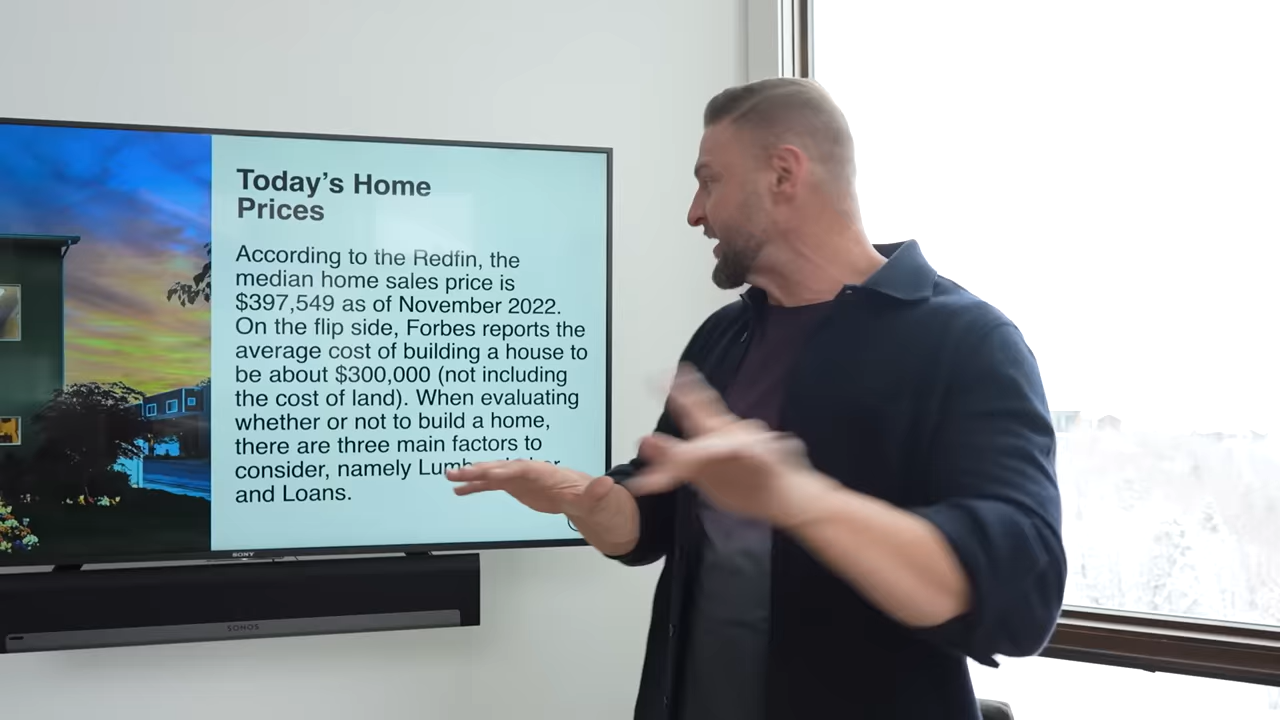 Today's Home
Prices
According to the Redfin, the
median home sales price is
$397,549 as of November 2022.
On the flip side, Forbes reports the
average cost of building a house to
be about $300,000 (not including
the cost of land). When evaluating
whether or not to build a home,
there are three main factors to
consider, namely
and Loans.
SONY
SONOS